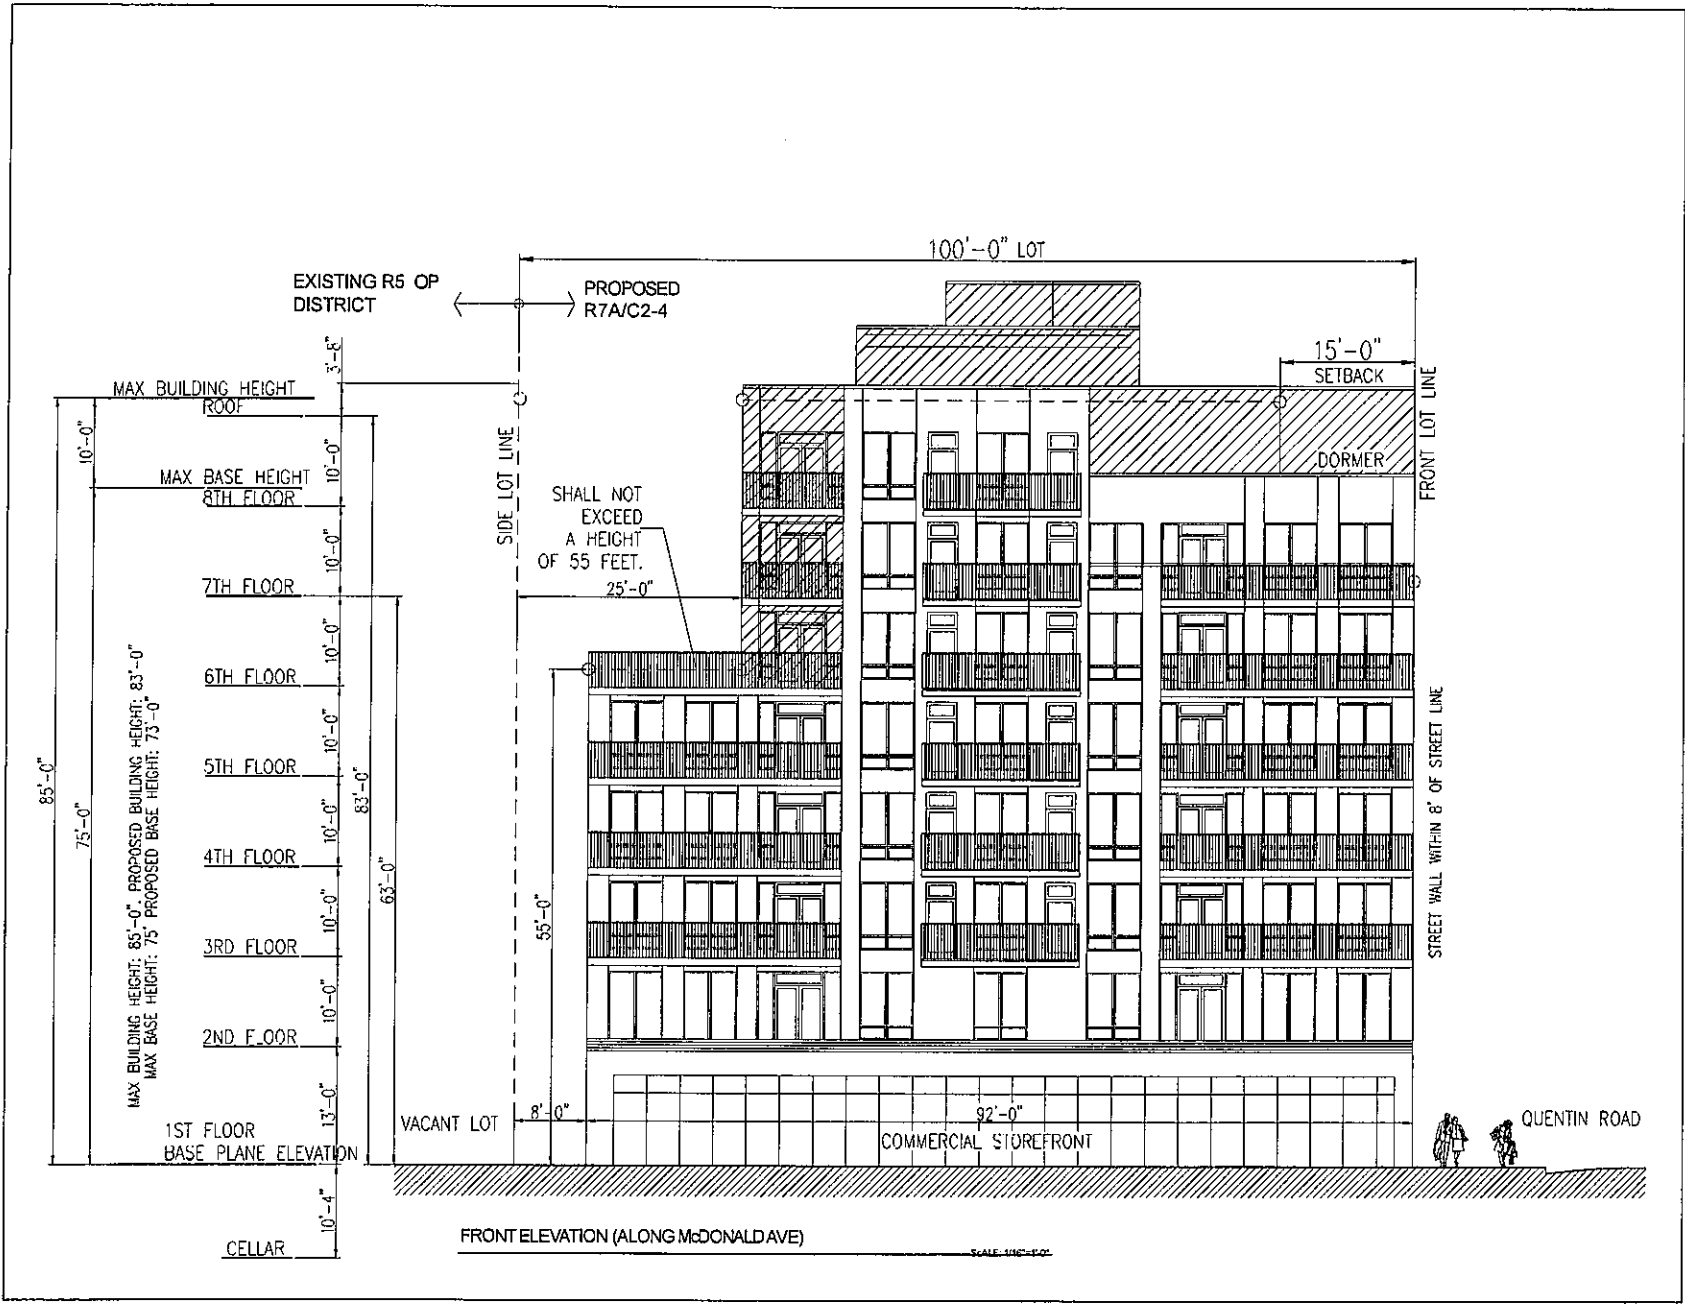 100'-0" LOT
EXISTING R5 OP
DISTRICT
PROPOSED
R7A/C2-4
15'-0"
SETBACK
3'-8"
MAX BUILDING HEIGHT
ROOF
10'-0"
10'-0"
MAX BASE HEIGHT
8TH FLOOR
DORMER
FRONT LOT LINE
SIDE LOT LINE
SHALL NOT
EXCEED
A HEIGHT
OF 55 FEET.
25'-0"
10'-0"
7TH FLOOR
10'-0"
6TH FLOOR
10'-0"
5TH FLOOR
10'-0"
4TH FLOOR
10'-0"
3RD FLOOR
10'-0"
2ND F_OOR
13'-0"
1ST FLOOR
BASE PLANE ELEVATION
10'-4"
CELLAR
85'-0"
75'-0"
MAX BUILDING HEIGHT: 85'-0". PROPOSED BUILDING HEIGHT: 83'-0"
MAX BASE HEIGHT: 75' PROPOSED BASE HEIGHT: 73'-0"
83'-0"
63'-0"
55'-0"
STREET WALL WITHIN 8' OF STREET LINE
VACANT LOT
8'-0"
92'-0"
COMMERCIAL STOREFRONT
QUENTIN ROAD
FRONT ELEVATION (ALONG McDONALD AVE)
SCALE: 1/16"=1'-0"